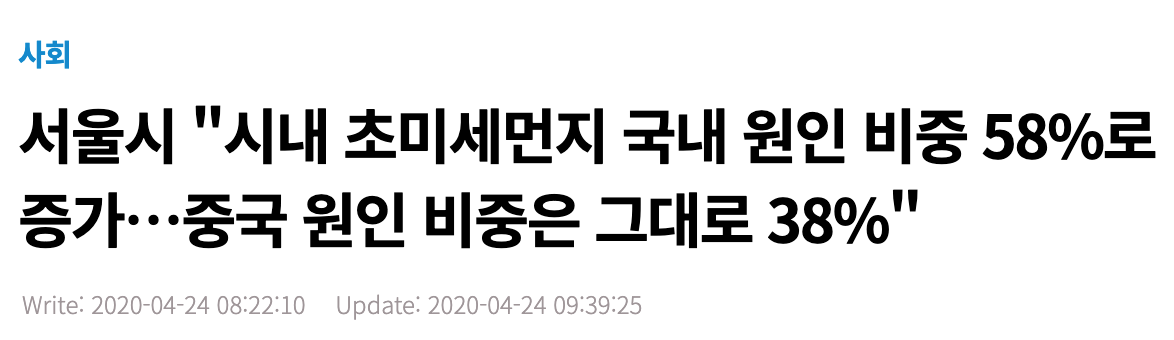 사회
서울시 "시내 초미세먼지 국내 원인 비중 58%로
증가…중국 원인 비중은 그대로 38%"
Write: 2020-04-24 08:22:10 Update: 2020-04-24 09:39:25